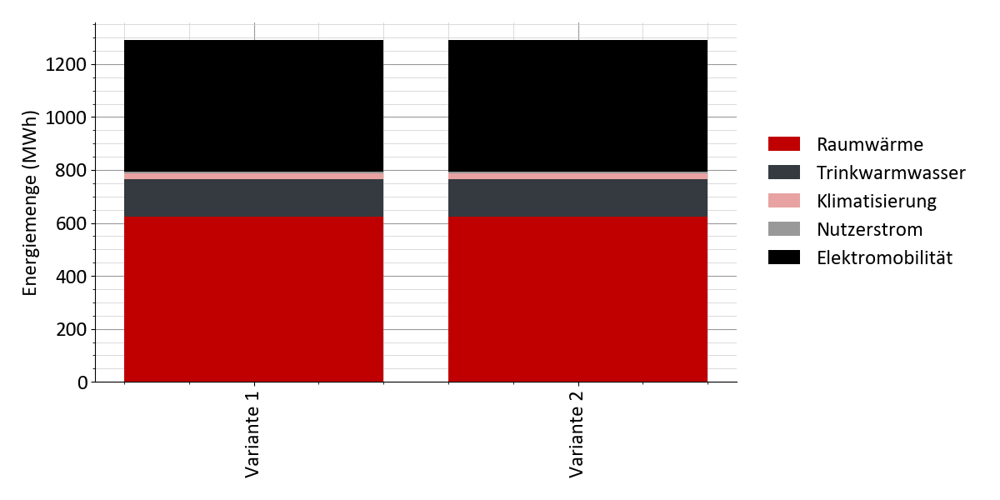 Energiemenge (MWh)
1200
1000
800
600
400
200
0
Variante 1
Variante 2
Raumwärme
Trinkwarmwasser
Klimatisierung
Nutzerstrom
Elektromobilität